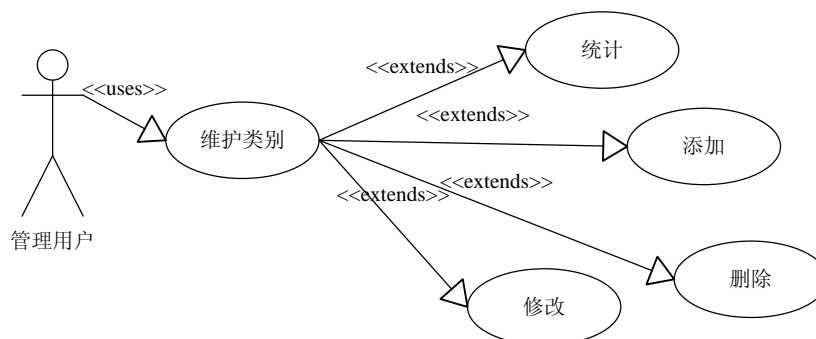 统计
<<extends>>
<<uses>>
<<extends>>
维护类别
添加
<<extends>>
<<extends>>
管理用户
删除
修改